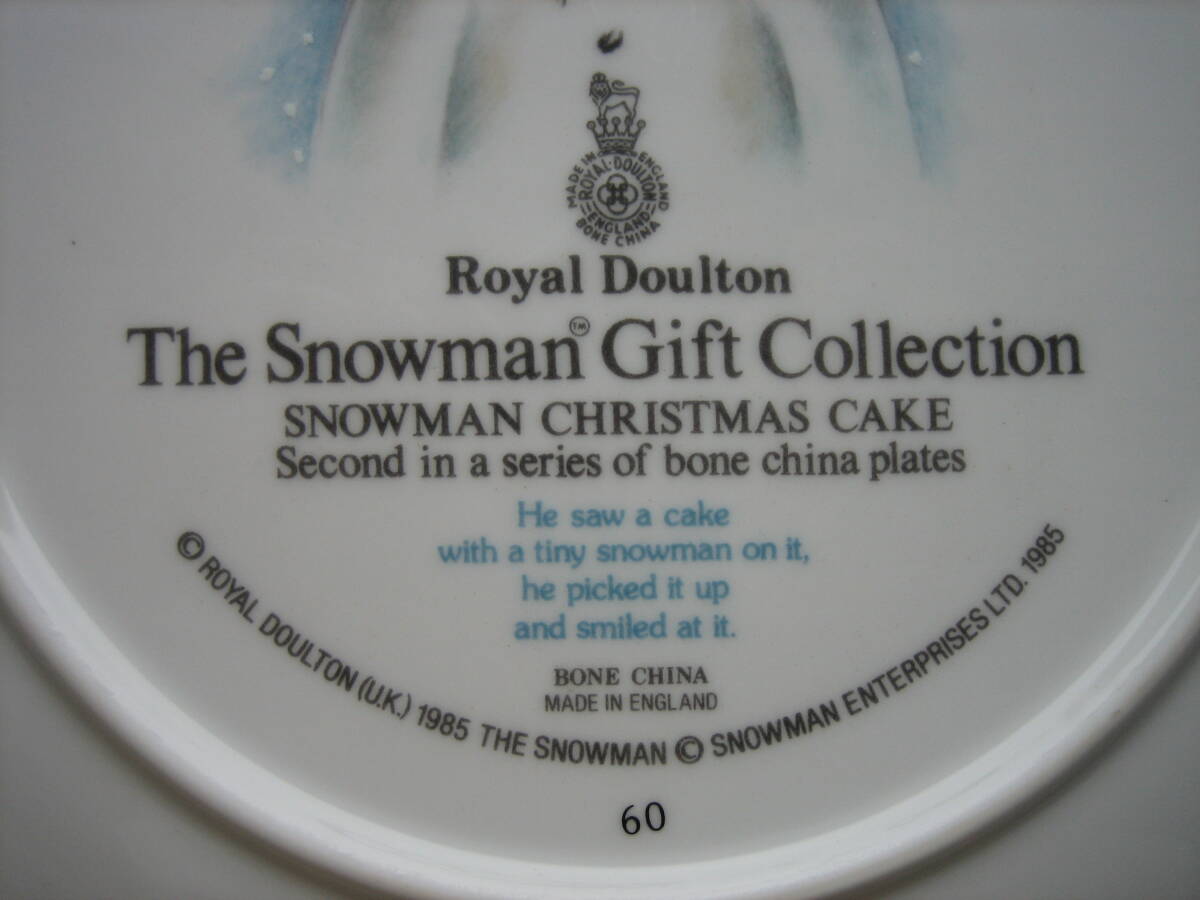 MADE IN ENGLAND
ROYAL·DOULTON
ENGLAND
BONE CHINA
Royal Doulton
The Snowman™ Gift Collection
SNOWMAN CHRISTMAS CAKE
Second in a series of bone china plates
He saw a cake
with a tiny snowman on it,
he picked it up
and smiled at it.
BONE CHINA
MADE IN ENGLAND
© ROYAL DOULTON (U.K.) 1985 THE SNOWMAN © SNOWMAN ENTERPRISES LTD. 1985
60